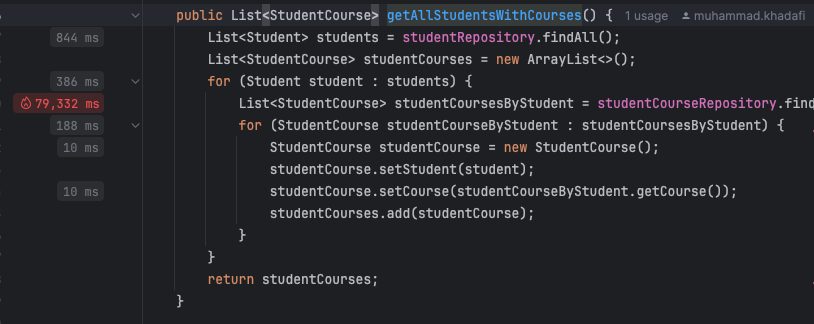 public List<StudentCourse> getAllStudentsWithCourses() { 1 usage muhammad.khadafi
844 ms List<Student> students = studentRepository.findAll();
List<StudentCourse> studentCourses = new ArrayList<>();
386 ms for (Student student : students) {
79,332 ms List<StudentCourse> studentCoursesByStudent = studentCourseRepository.find
188 ms for (StudentCourse studentCourseByStudent : studentCoursesByStudent) {
10 ms StudentCourse studentCourse = new StudentCourse();
studentCourse.setStudent(student);
10 ms studentCourse.setCourse(studentCourseByStudent.getCourse());
studentCourses.add(studentCourse);
}
}
return studentCourses;
}